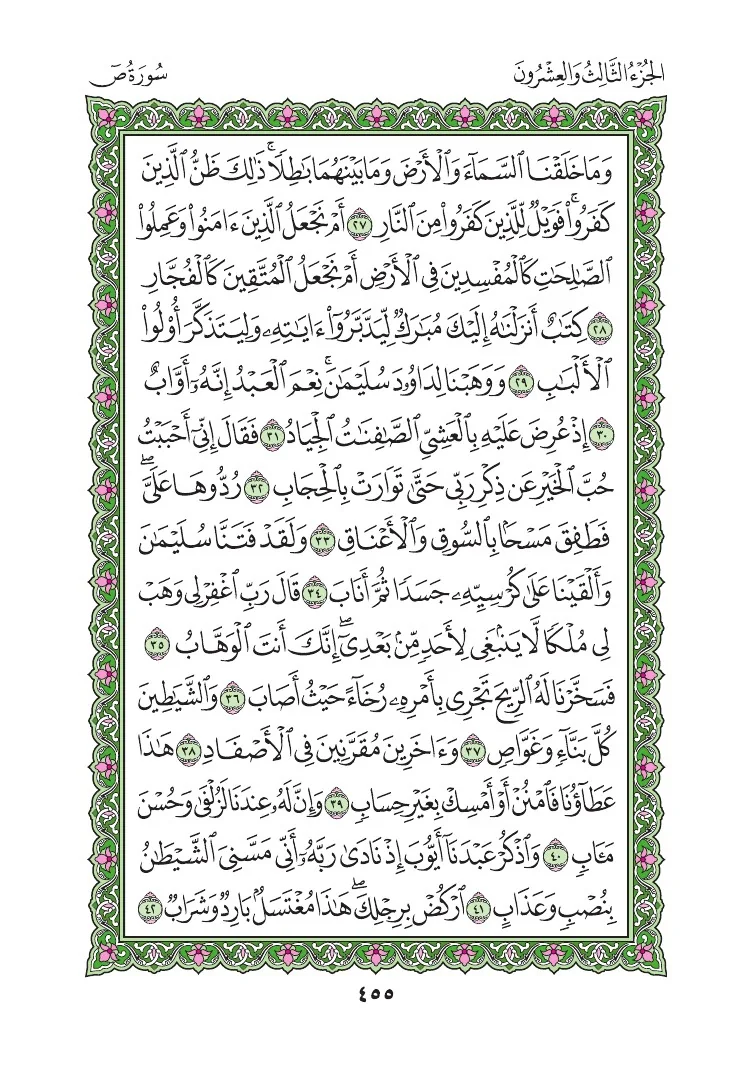 الجُزْءُ الثَّالِثُ وَالعِشْرُونَ
سُورَةُ صٓ
وَمَا خَلَقْنَا ٱلسَّمَآءَ وَٱلْأَرْضَ وَمَا بَيْنَهُمَا بَٰطِلًا ۚ ذَٰلِكَ ظَنُّ ٱلَّذِينَ
كَفَرُوا۟ ۚ فَوَيْلٌ لِّلَّذِينَ كَفَرُوا۟ مِنَ ٱلنَّارِ ٢٧ أَمْ نَجْعَلُ ٱلَّذِينَ ءَامَنُوا۟ وَعَمِلُوا۟
ٱلصَّٰلِحَٰتِ كَٱلْمُفْسِدِينَ فِى ٱلْأَرْضِ أَمْ نَجْعَلُ ٱلْمُتَّقِينَ كَٱلْفُجَّارِ
٢٨ كِتَٰبٌ أَنزَلْنَٰهُ إِلَيْكَ مُبَٰرَكٌ لِّيَدَّبَّرُوٓا۟ ءَايَٰتِهِۦ وَلِيَتَذَكَّرَ أُو۟لُوا۟
ٱلْأَلْبَٰبِ ٢٩ وَوَهَبْنَا لِدَاوُۥدَ سُلَيْمَٰنَ ۚ نِعْمَ ٱلْعَبْدُ إِنَّهُۥٓ أَوَّابٌ
٣٠ إِذْ عُرِضَ عَلَيْهِ بِٱلْعَشِىِّ ٱلصَّٰفِنَٰتُ ٱلْجِيَادُ ٣١ فَقَالَ إِنِّىٓ أَحْبَبْتُ
حُبَّ ٱلْخَيْرِ عَن ذِكْرِ رَبِّى حَتَّىٰ تَوَارَتْ بِٱلْحِجَابِ ٣٢ رُدُّوهَا عَلَىَّ ۖ
فَطَفِقَ مَسْحًۢا بِٱلسُّوقِ وَٱلْأَعْنَاقِ ٣٣ وَلَقَدْ فَتَنَّا سُلَيْمَٰنَ
وَأَلْقَيْنَا عَلَىٰ كُرْسِيِّهِۦ جَسَدًا ثُمَّ أَنَابَ ٣٤ قَالَ رَبِّ ٱغْفِرْ لِى وَهَبْ
لِى مُلْكًا لَّا يَنۢبَغِى لِأَحَدٍ مِّنۢ بَعْدِىٓ ۖ إِنَّكَ أَنتَ ٱلْوَهَّابُ ٣٥
فَسَخَّرْنَا لَهُ ٱلرِّيحَ تَجْرِى بِأَمْرِهِۦ رُخَآءً حَيْثُ أَصَابَ ٣٦ وَٱلشَّيَٰطِينَ
كُلَّ بَنَّآءٍ وَغَوَّاصٍ ٣٧ وَءَاخَرِينَ مُقَرَّنِينَ فِى ٱلْأَصْفَادِ ٣٨ هَٰذَا
عَطَآؤُنَا فَٱمْنُنْ أَوْ أَمْسِكْ بِغَيْرِ حِسَابٍ ٣٩ وَإِنَّ لَهُۥ عِندَنَا لَزُلْفَىٰ وَحُسْنَ
مَـَٔابٍ ٤٠ وَٱذْكُرْ عَبْدَنَآ أَيُّوبَ إِذْ نَادَىٰ رَبَّهُۥٓ أَنِّى مَسَّنِىَ ٱلشَّيْطَٰنُ
بِنُصْبٍ وَعَذَابٍ ٤١ ٱرْكُضْ بِرِجْلِكَ ۖ هَٰذَا مُغْتَسَلٌۢ بَارِدٌ وَشَرَابٌ ٤٢
٤٥٥